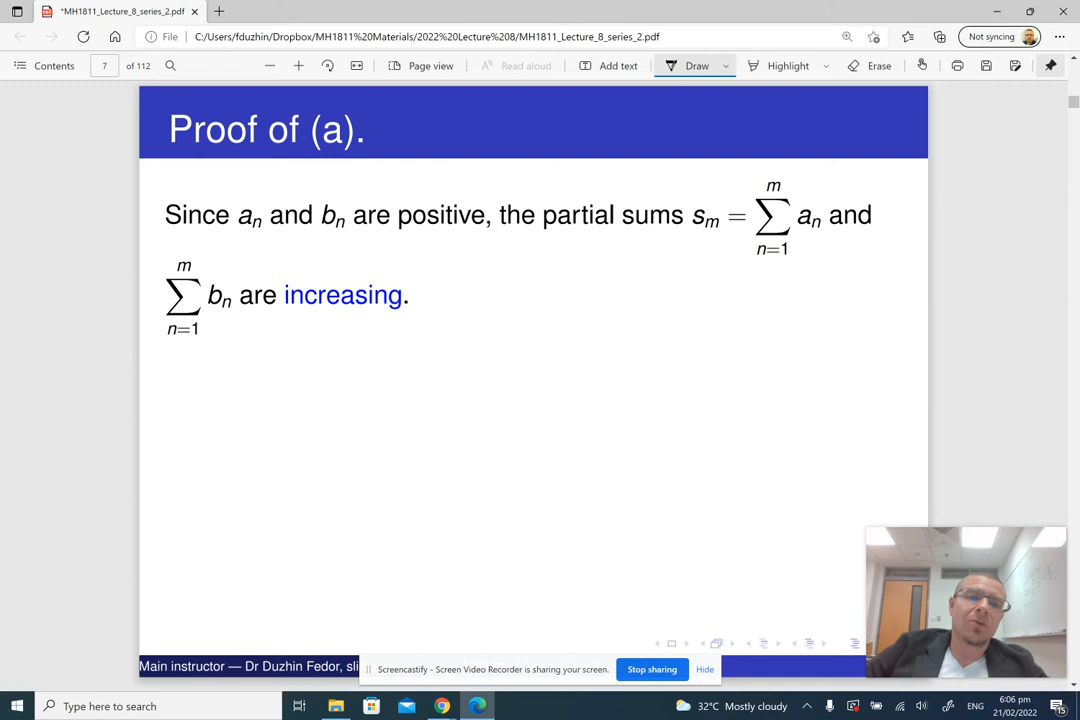 *MH1811_Lecture_8_series_2.pdf
File C:/Users/fduzhin/Dropbox/MH1811%20Materials/2022%20Lecture%208/MH1811_Lecture_8_series_2.pdf
Not syncing
Contents 7 of 112 Page view Read aloud Add text Draw Highlight Erase
Proof of (a).
Since aₙ and bₙ are positive, the partial sums sₘ = ∑_{n=1}^{m} aₙ and
∑_{n=1}^{m} bₙ are increasing.
Main instructor — Dr Duzhin Fedor, sli
Screencastify - Screen Video Recorder is sharing your screen. Stop sharing Hide
Type here to search
32°C Mostly cloudy ENG 6:06 pm
21/02/2022
15